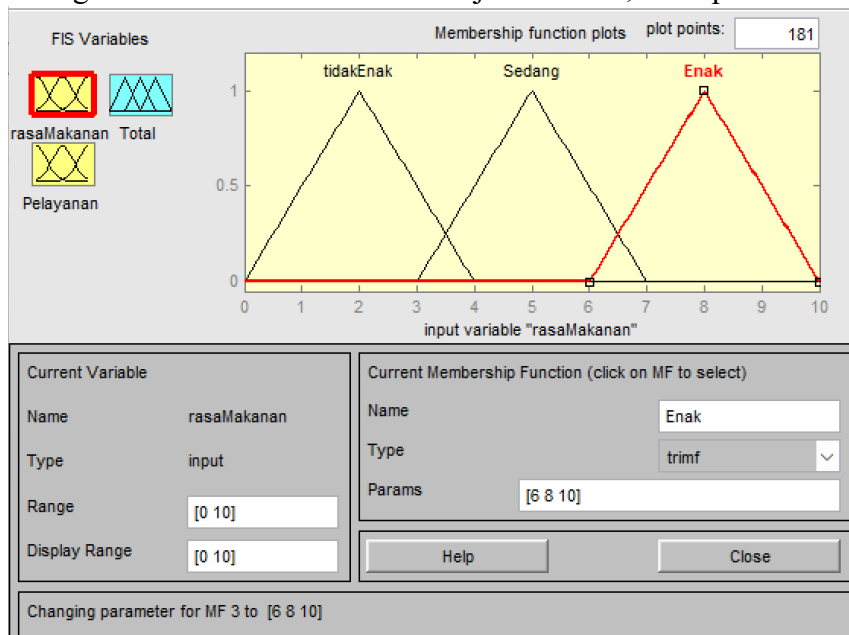 FIS Variables
Membership function plots plot points: 181
rasaMakanan Total
Pelayanan
tidakEnak Sedang Enak
1
0.5
0
0 1 2 3 4 5 6 7 8 9 10
input variable "rasaMakanan"
Current Variable
Name rasaMakanan
Type input
Range [0 10]
Display Range [0 10]
Current Membership Function (click on MF to select)
Name Enak
Type trimf
Params [6 8 10]
Help Close
Changing parameter for MF 3 to [6 8 10]